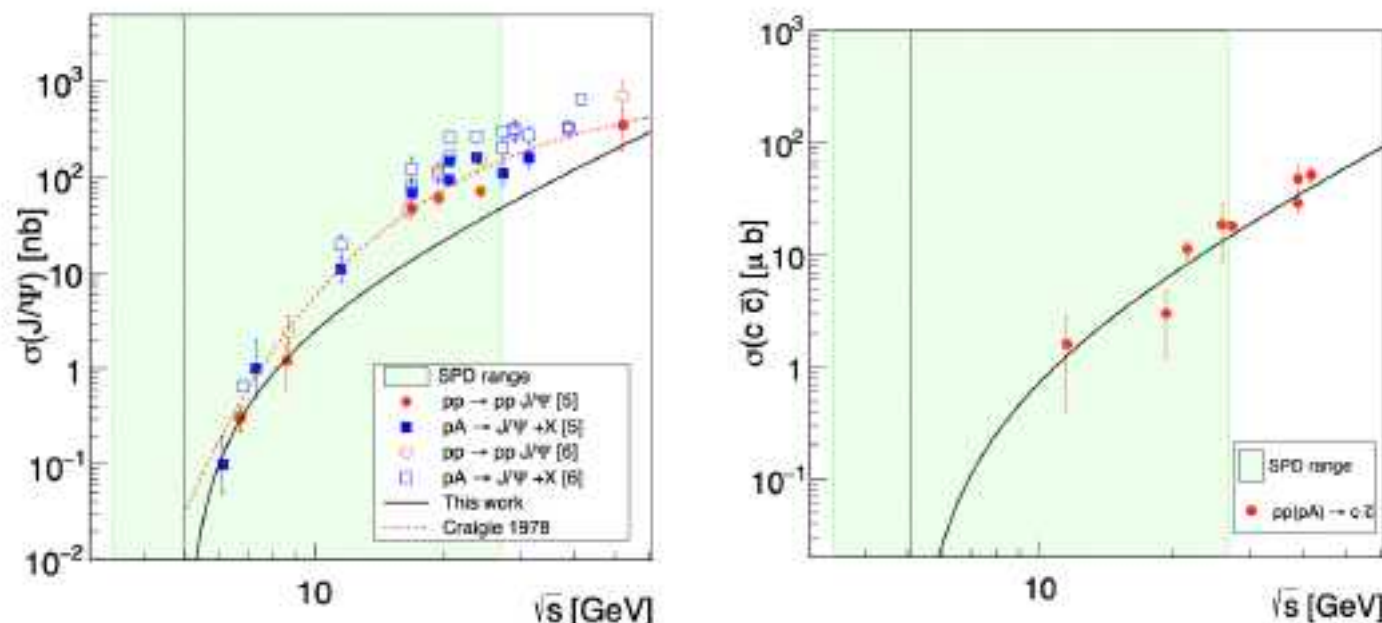 σ(J/Ψ) [nb]
10³
10²
10
1
10⁻¹
10⁻²
SPD range
pp → pp J/Ψ [5]
pA → J/Ψ +X [5]
pp → pp J/Ψ [6]
pA → J/Ψ +X [6]
This work
Craigie 1978
10
√s [GeV]
σ(c c̄) [μ b]
10³
10²
10
1
10⁻¹
SPD range
pp(pA) → c c̄
10
√s [GeV]